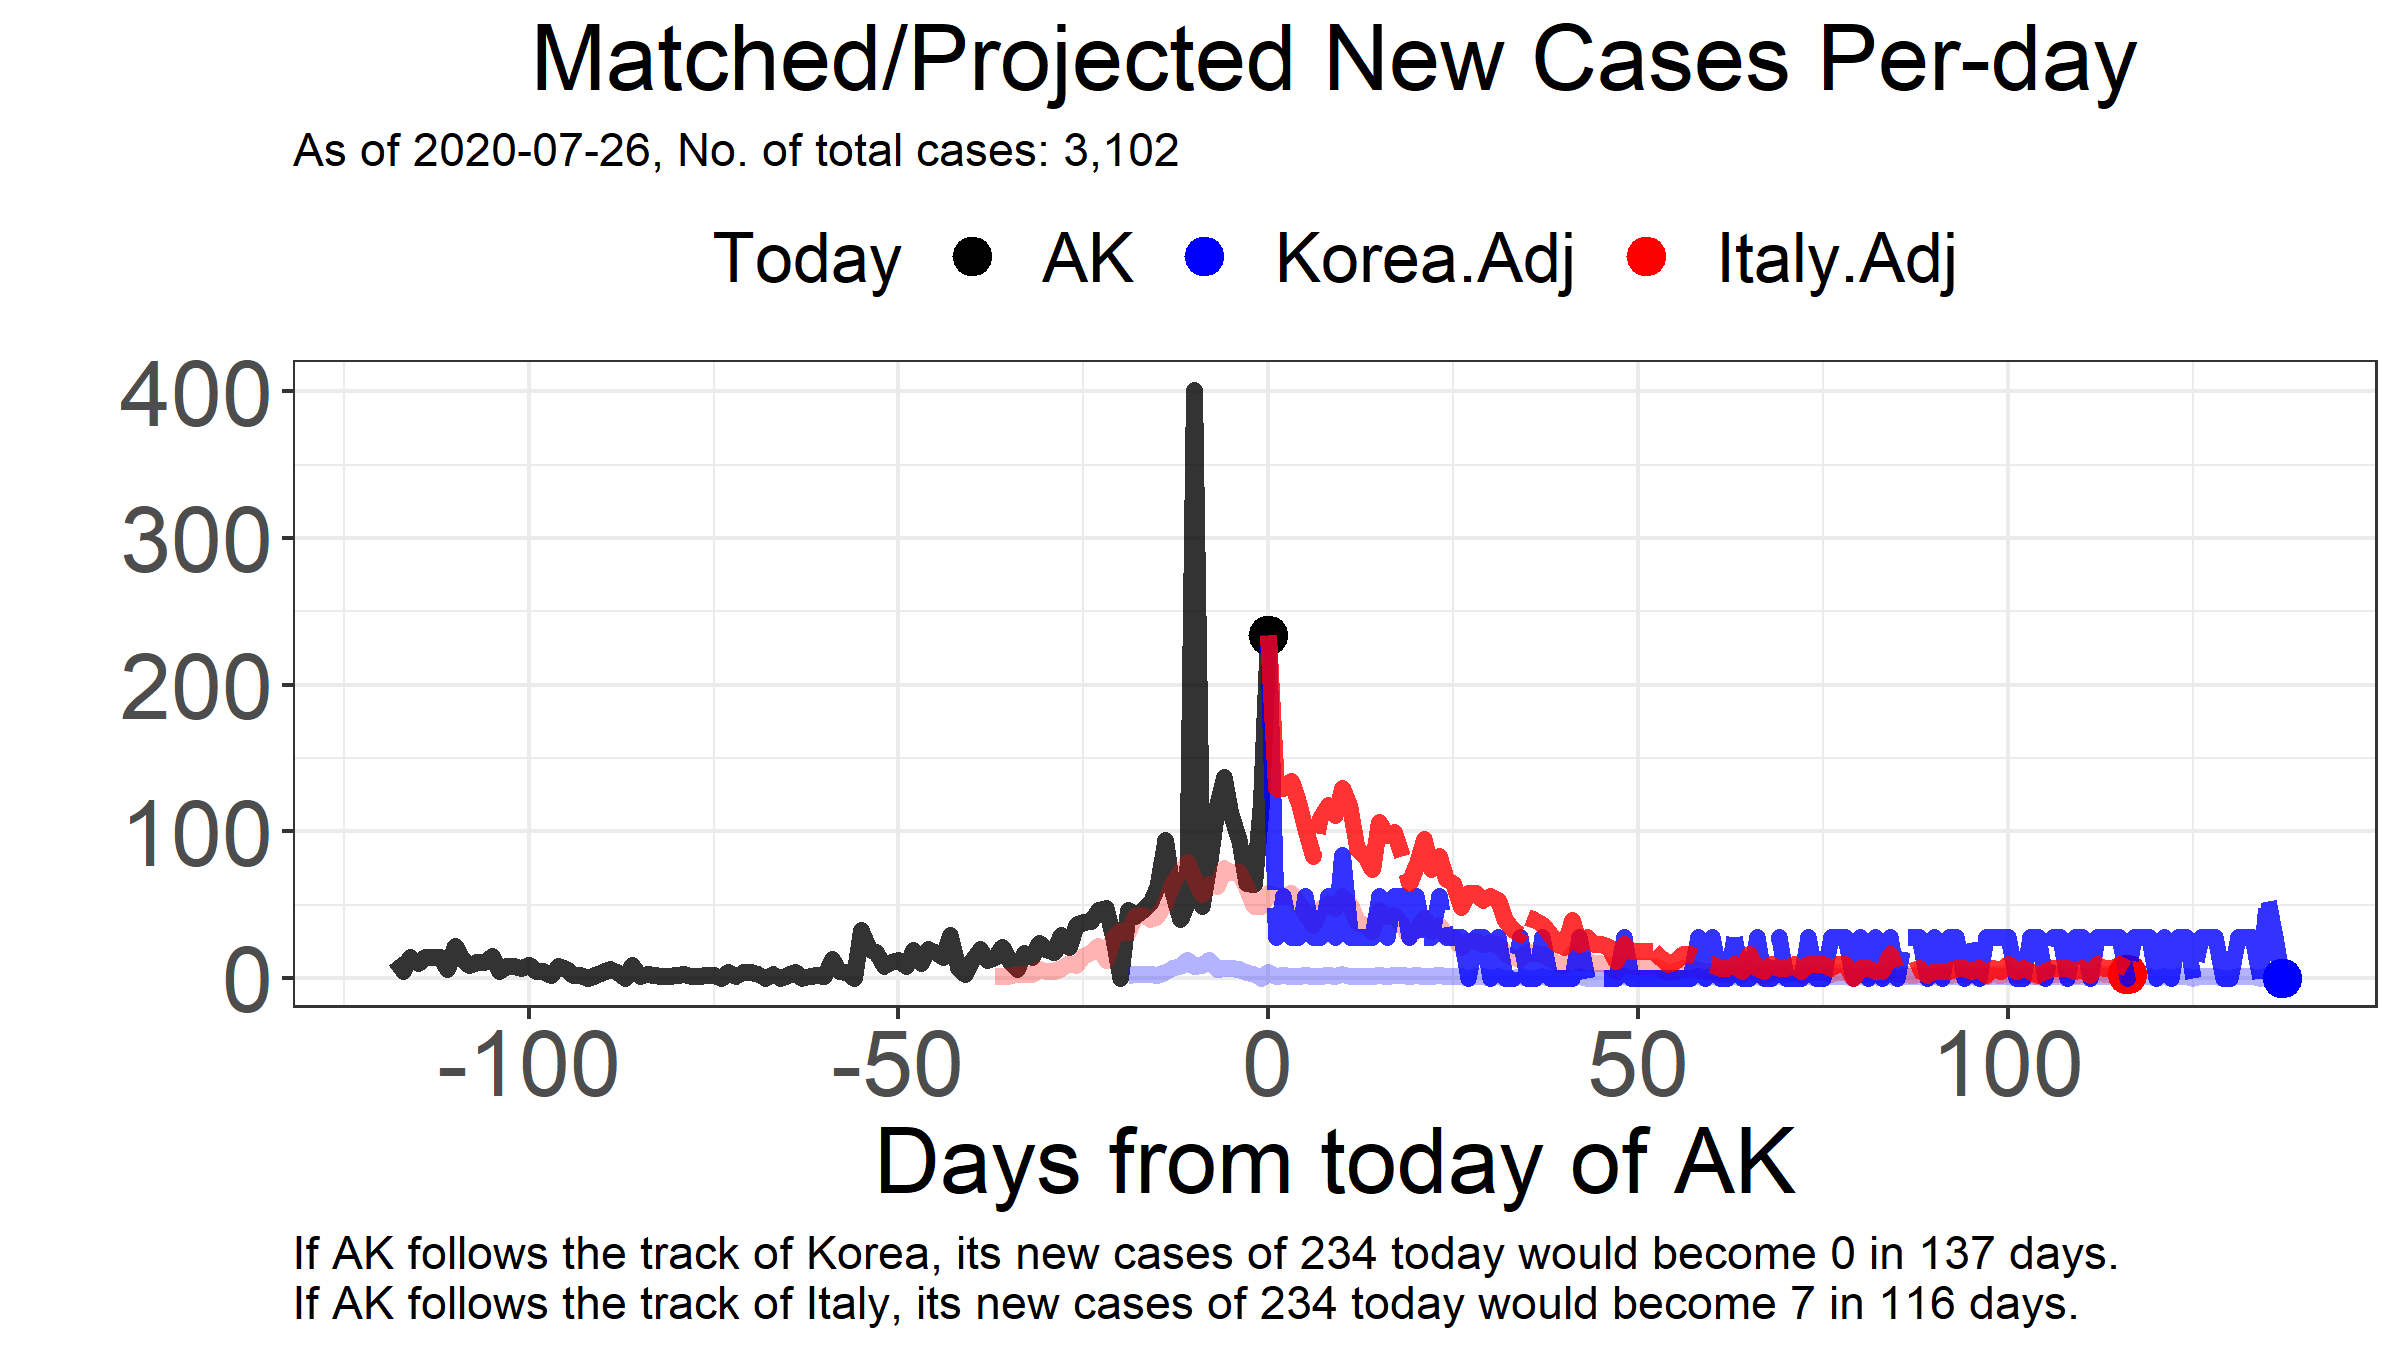 Matched/Projected New Cases Per-day
As of 2020-07-26, No. of total cases: 3,102
Today AK Korea.Adj Italy.Adj
400
300
200
100
0
-100 -50 0 50 100
Days from today of AK
If AK follows the track of Korea, its new cases of 234 today would become 0 in 137 days.
If AK follows the track of Italy, its new cases of 234 today would become 7 in 116 days.